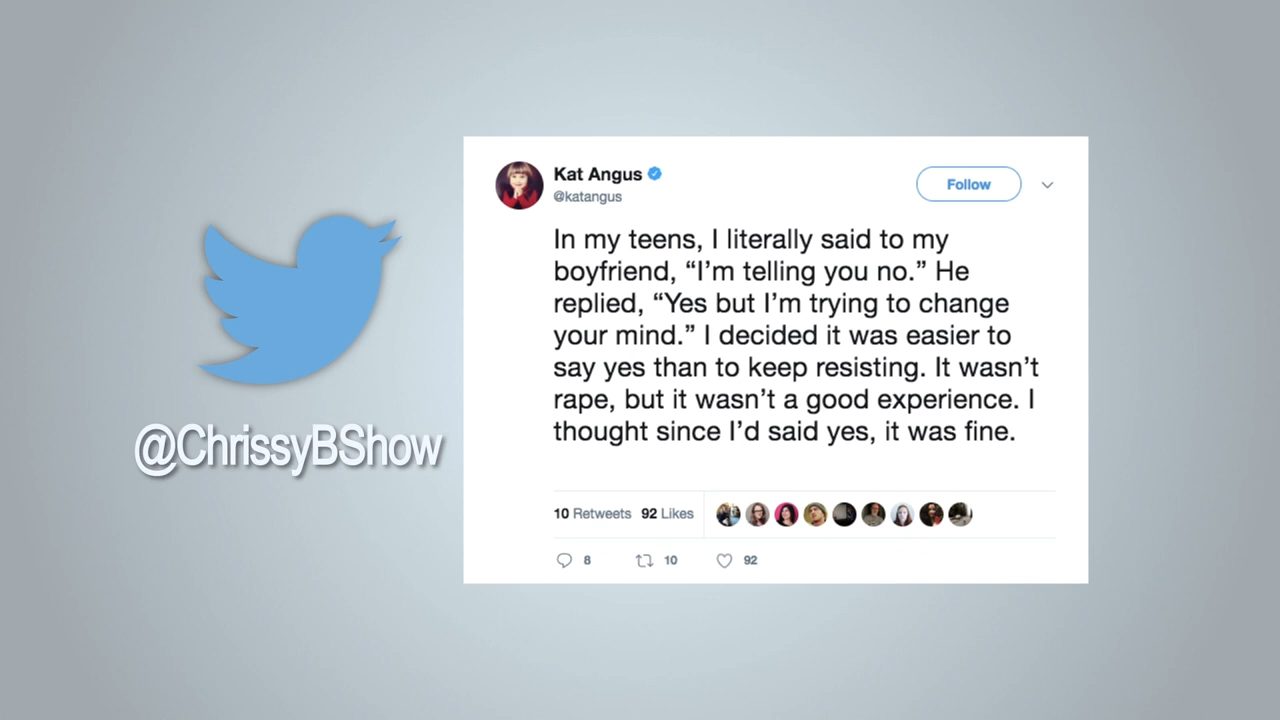 @ChrissyBShow
Kat Angus
@katangus
Follow
In my teens, I literally said to my
boyfriend, “I’m telling you no.” He
replied, “Yes but I’m trying to change
your mind.” I decided it was easier to
say yes than to keep resisting. It wasn’t
rape, but it wasn’t a good experience. I
thought since I’d said yes, it was fine.
10 Retweets 92 Likes
8 10 92